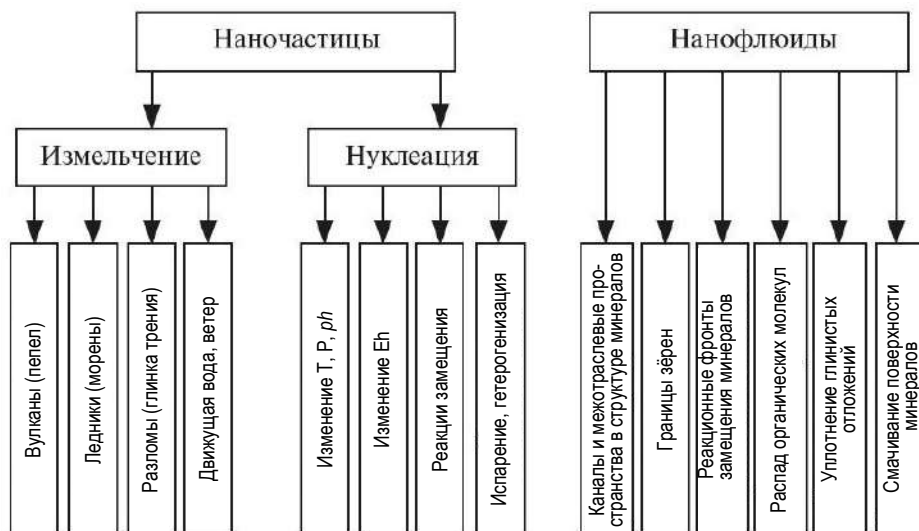 Наночастицы
Нанофлюиды
Измельчение
Нуклеация
Вулканы (пепел)
Ледники (морены)
Разломы (глинка трения)
Движущая вода, ветер
Изменение T, P, ph
Изменение Eh
Реакции замещения
Испарение, гетерогенизация
Каналы и межотраслевые про-
странства в структуре минералов
Границы зёрен
Реакционные фронты
замещения минералов
Распад органических молекул
Уплотнение глинистых
отложений
Смачивание поверхности
минералов